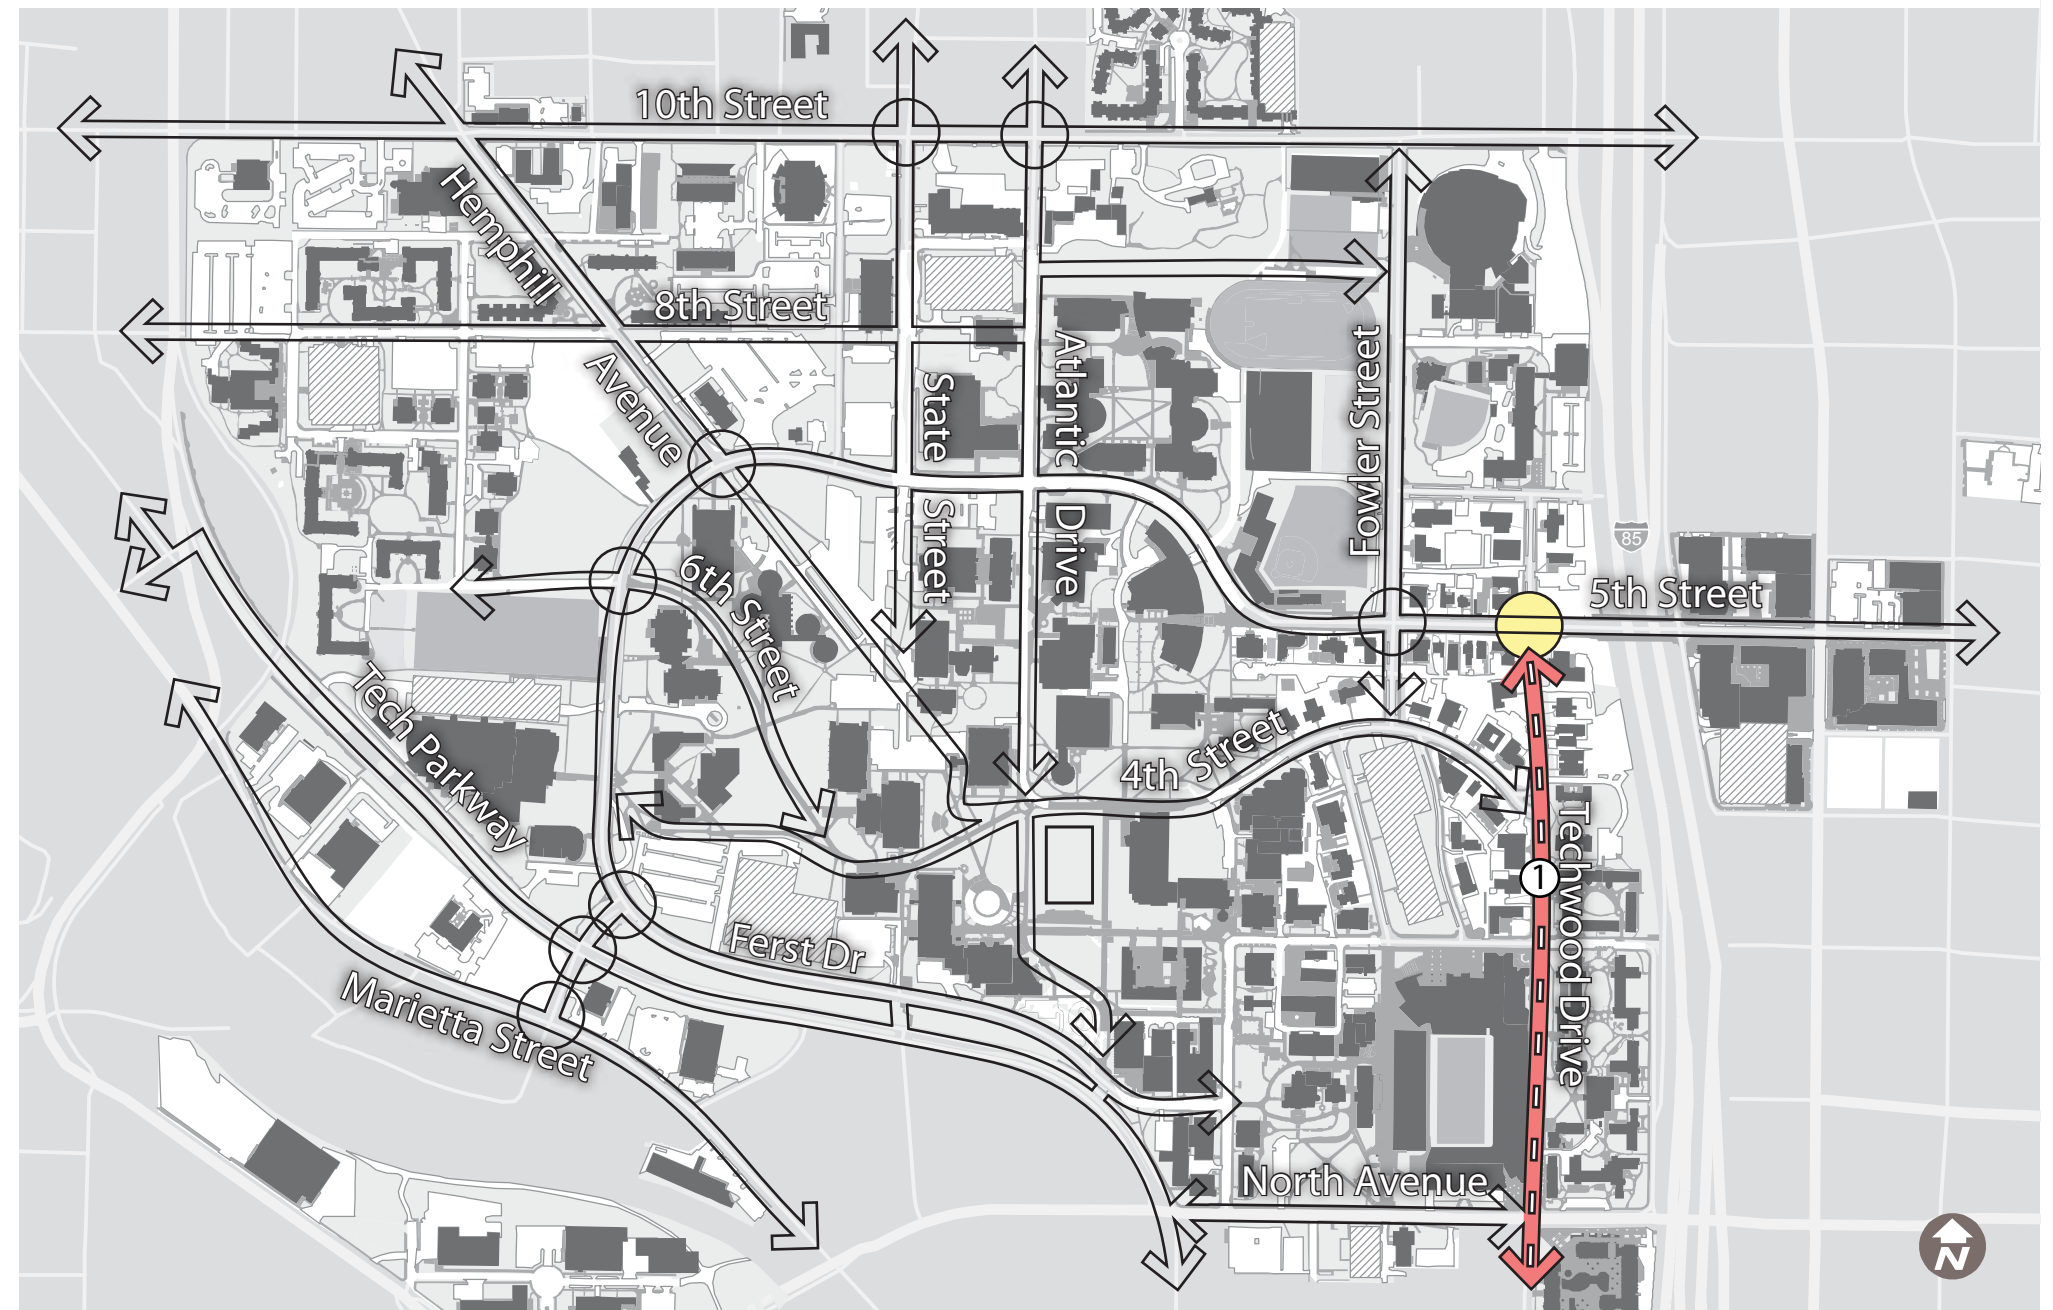 10th Street
Hemphill
Avenue
8th Street
State
Street
Atlantic
Drive
Fowler Street
85
5th Street
6th Street
Tech Parkway
4th Street
1
Techwood Drive
Ferst Dr
Marietta Street
North Avenue
N